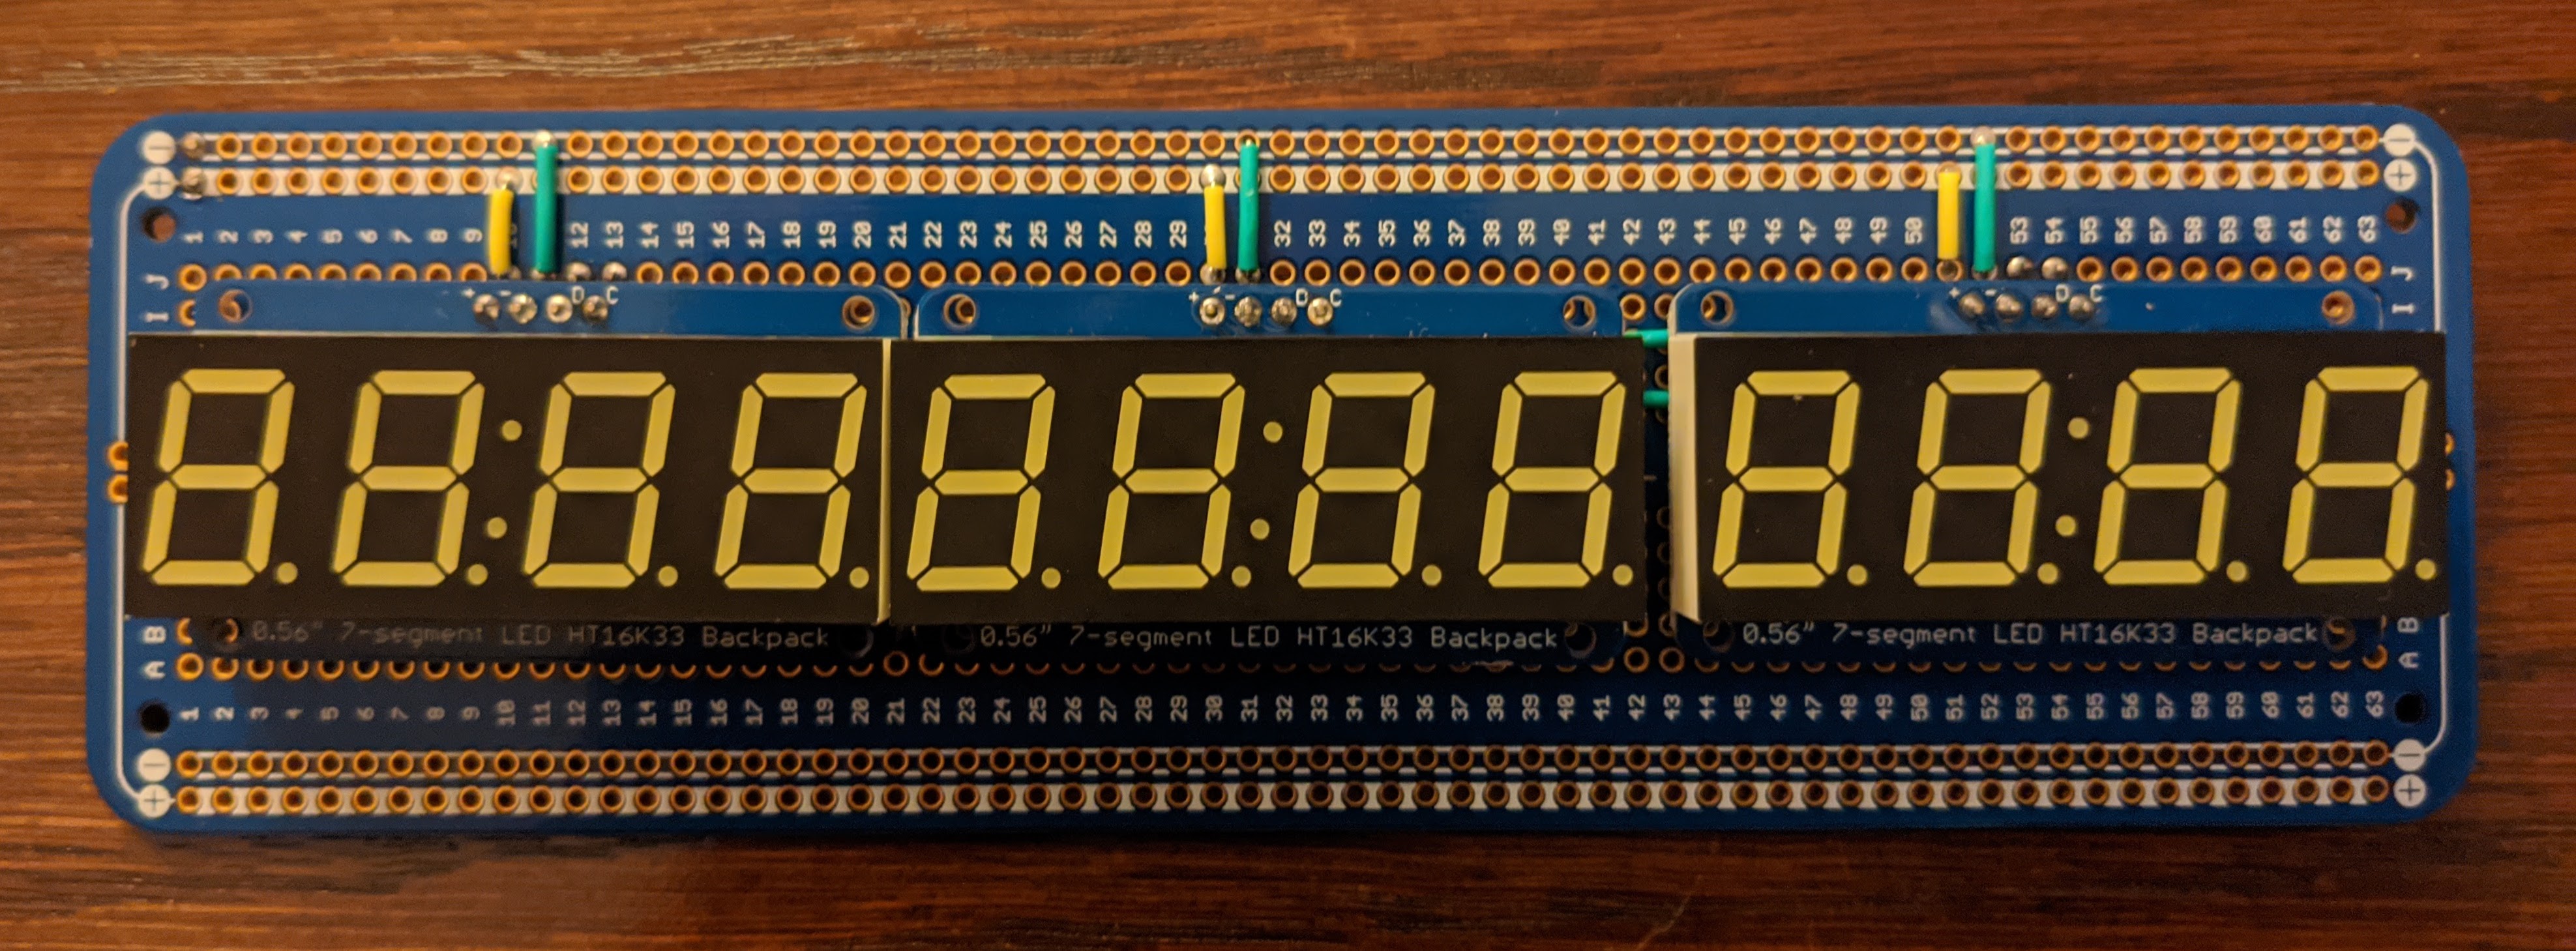 − −
+ +
1 2 3 4 5 6 7 8 9 10 12 13 14 15 16 17 18 19 20 21 22 23 24 25 26 27 28 29 32 33 34 35 36 37 38 39 40 41 42 43 44 45 46 47 48 49 50 53 54 55 56 57 58 59 60 61 62 63
J J
+ - D C + - D C + - D C
I I
88:88 88:88 88:88
B 0.56" 7-segment LED HT16K33 Backpack 0.56" 7-segment LED HT16K33 Backpack 0.56" 7-segment LED HT16K33 Backpack B
A A
1 2 3 4 5 6 7 8 9 10 11 12 13 14 15 16 17 18 19 20 21 22 23 24 25 26 27 28 29 30 31 32 33 34 35 36 37 38 39 40 41 42 43 44 45 46 47 48 49 50 51 52 53 54 55 56 57 58 59 60 61 62 63
− −
+ +